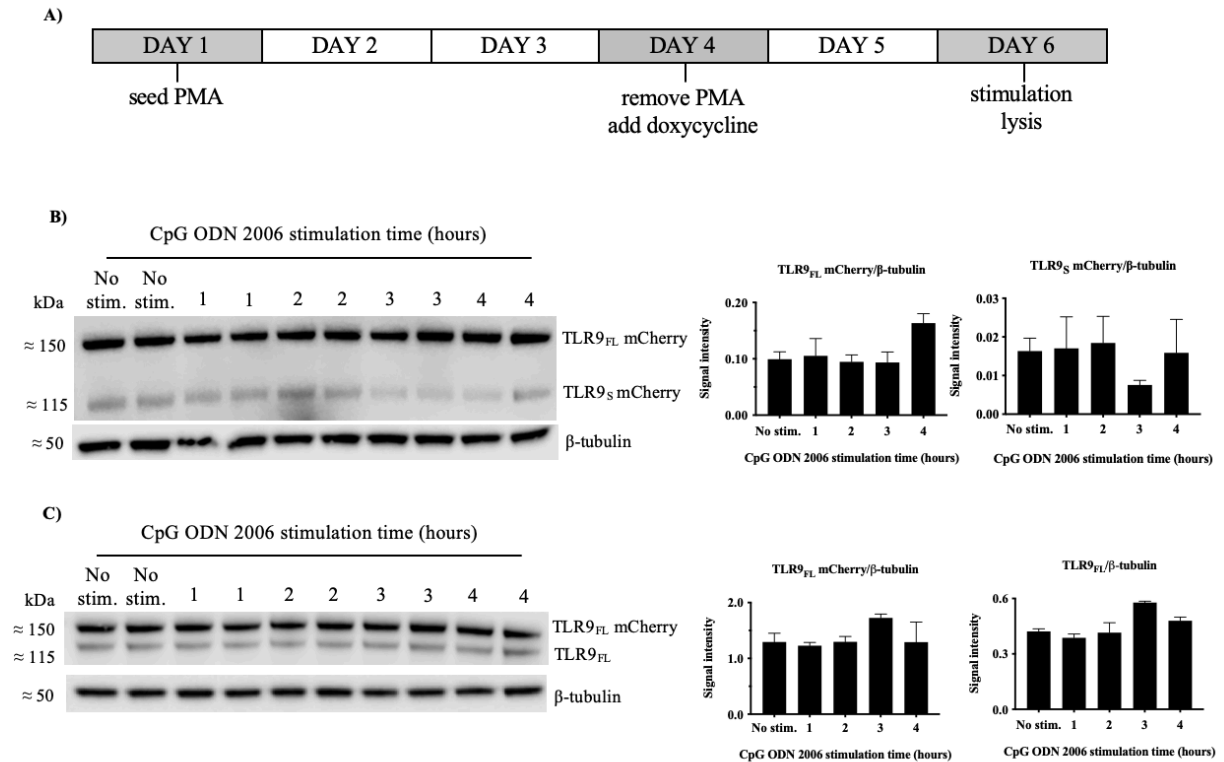 A)
DAY 1 DAY 2 DAY 3 DAY 4 DAY 5 DAY 6
seed PMA
remove PMA
add doxycycline
stimulation
lysis
B)
CpG ODN 2006 stimulation time (hours)
kDa
No stim. No stim. 1 1 2 2 3 3 4 4
≈ 150
TLR9FL mCherry
≈ 115
TLR9S mCherry
≈ 50
β-tubulin
TLR9FL mCherry/β-tubulin
Signal intensity
0.20
0.10
0.00
No stim. 1 2 3 4
CpG ODN 2006 stimulation time (hours)
TLR9S mCherry/β-tubulin
Signal intensity
0.03
0.02
0.01
0.00
No stim. 1 2 3 4
CpG ODN 2006 stimulation time (hours)
C)
CpG ODN 2006 stimulation time (hours)
kDa
No stim. No stim. 1 1 2 2 3 3 4 4
≈ 150
TLR9FL mCherry
≈ 115
TLR9FL
≈ 50
β-tubulin
TLR9FL mCherry/β-tubulin
Signal intensity
2.0
1.0
0.0
No stim. 1 2 3 4
CpG ODN 2006 stimulation time (hours)
TLR9FL/β-tubulin
Signal intensity
0.6
0.3
0.0
No stim. 1 2 3 4
CpG ODN 2006 stimulation time (hours)